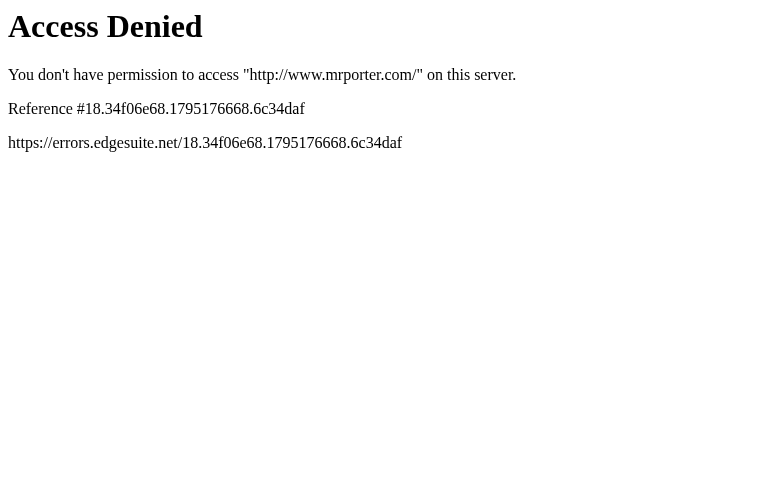 Access Denied
You don't have permission to access "http://www.mrporter.com/" on this server.
Reference #18.34f06e68.1795176668.6c34daf
https://errors.edgesuite.net/18.34f06e68.1795176668.6c34daf